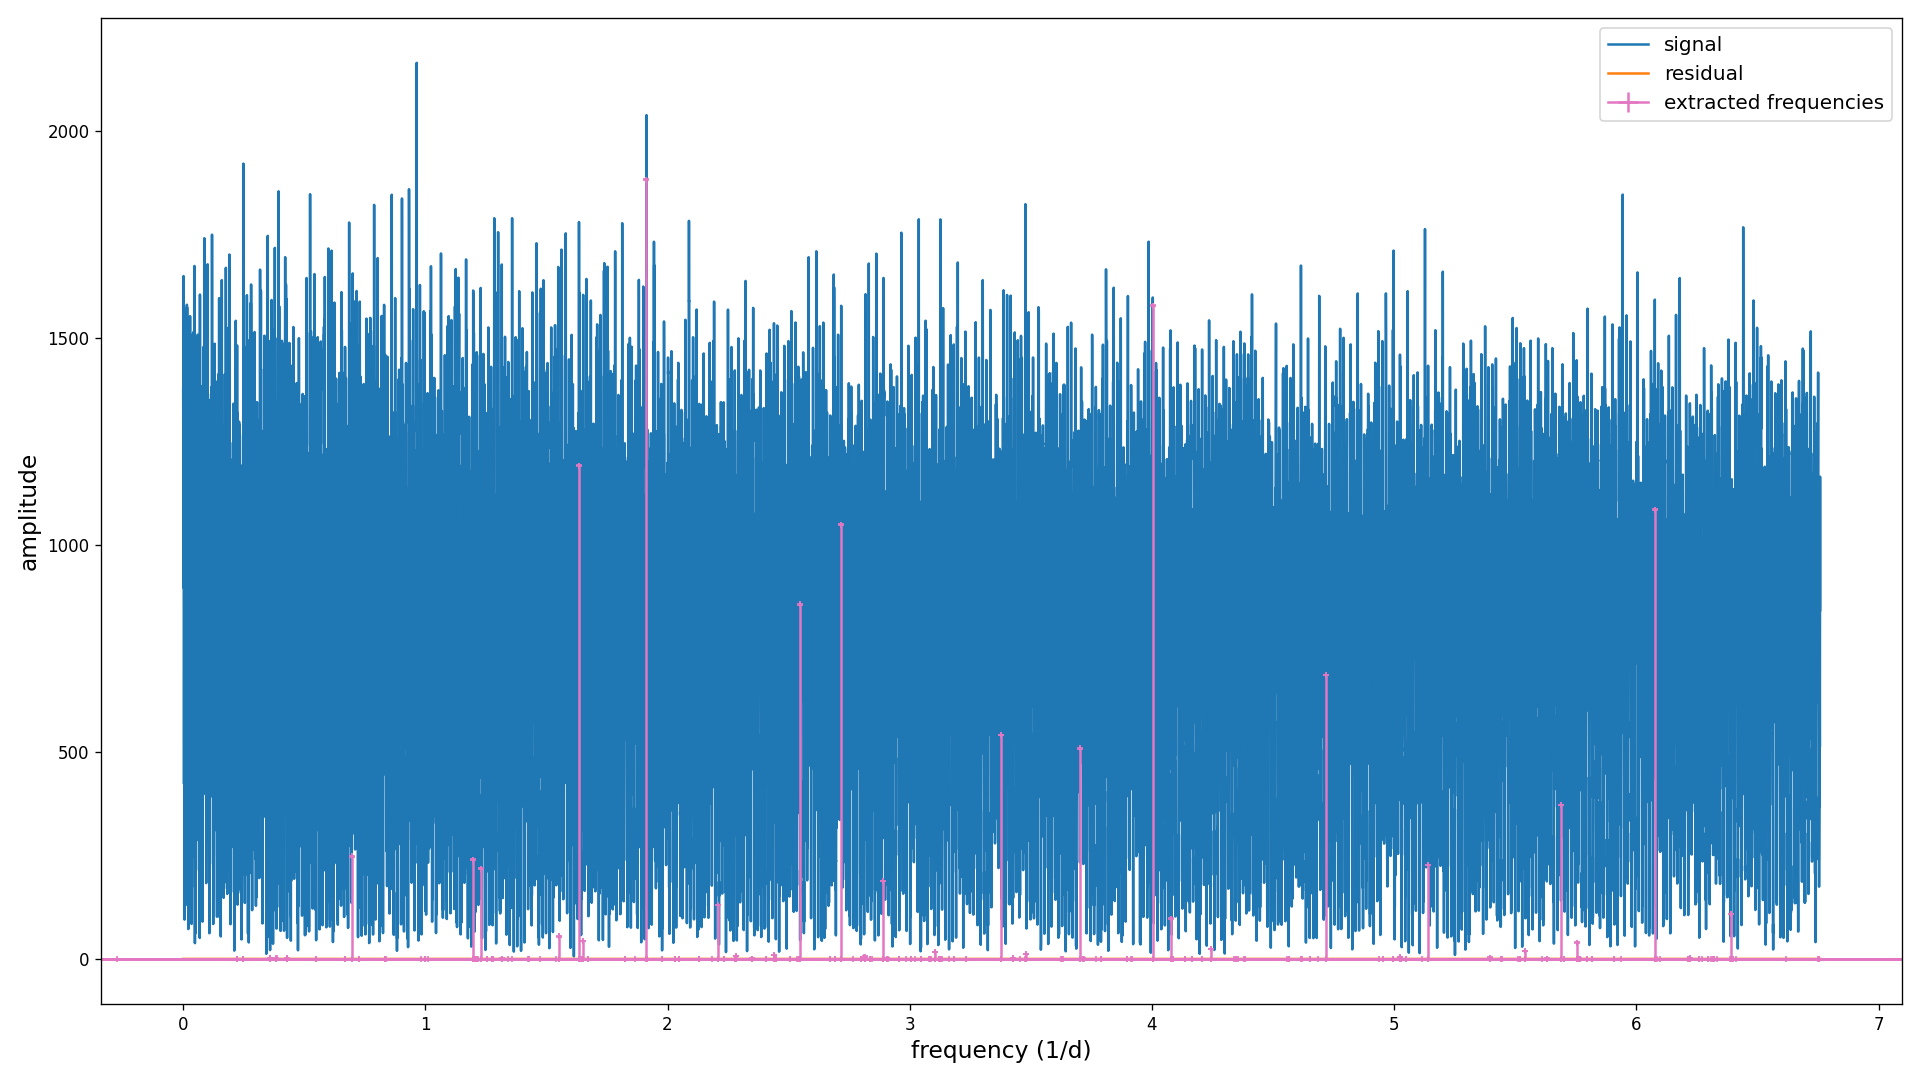 signal
residual
extracted frequencies
amplitude
2000
1500
1000
500
0
0 1 2 3 4 5 6 7
frequency (1/d)